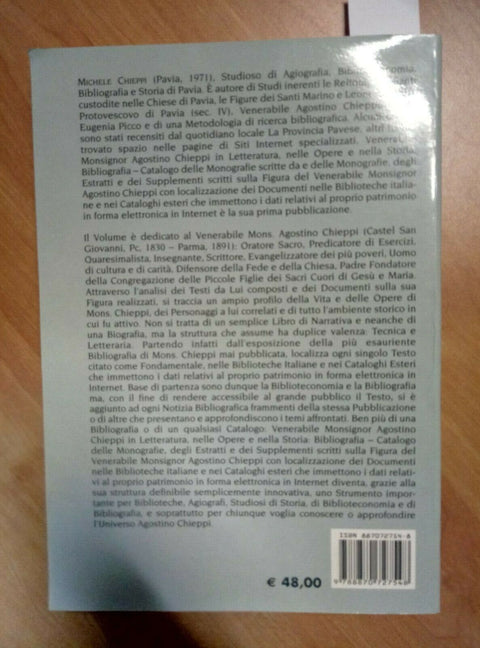 MICHELE CHIEPPI (Pavia, 1971), Studioso di Agiografia, Biblioteconomia,
Bibliografia e Storia di Pavia. È autore di Studi inerenti le Reliquie
custodite nelle Chiese di Pavia, le Figure dei Santi Marino e Leo
Protovescovo di Pavia (sec. IV), Venerabile Agostino Chieppi
Eugenia Picco e di una Metodologia di ricerca bibliografica. Alcu
sono stati recensiti dal quotidiano locale La Provincia Pavese, altri
trovato spazio nelle pagine di Siti Internet specializzati. Venerabile
Monsignor Agostino Chieppi in Letteratura, nelle Opere e nella Storia.
Bibliografia – Catalogo delle Monografie scritte da e delle Monografie, degli
Estratti e dei Supplementi scritti sulla Figura del Venerabile Monsignor
Agostino Chieppi con localizzazione dei Documenti nelle Biblioteche italia-
ne e nei Cataloghi esteri che immettono i dati relativi al proprio patrimonio
in forma elettronica in Internet è la sua prima pubblicazione.
Il Volume è dedicato al Venerabile Mons. Agostino Chieppi (Castel San
Giovanni, Pc, 1830 – Parma, 1891): Oratore Sacro, Predicatore di Esercizi,
Quaresimalista, Insegnante, Scrittore, Evangelizzatore dei più poveri, Uomo
di cultura e di carità, Difensore della Fede e della Chiesa, Padre Fondatore
della Congregazione delle Piccole Figlie dei Sacri Cuori di Gesù e Maria.
Attraverso l'analisi dei Testi da Lui composti e dei Documenti sulla sua
Figura realizzati, si traccia un ampio profilo della Vita e delle Opere di
Mons. Chieppi, dei Personaggi a lui correlati e di tutto l'ambiente storico in
cui fu attivo. Non si tratta di un semplice Libro di Narrativa e neanche di
una Biografia, ma la struttura che assume ha duplice valenza: Tecnica e
Letteraria. Partendo infatti dall'esposizione della più esauriente
Bibliografia di Mons. Chieppi mai pubblicata, localizza ogni singolo Testo
citato come Fondamentale, nelle Biblioteche Italiane e nei Cataloghi Esteri
che immettono i dati relativi al proprio patrimonio in forma elettronica in
Internet. Base di partenza sono dunque la Biblioteconomia e la Bibliografia
ma, con il fine di rendere accessibile al grande pubblico il Testo, si è
aggiunto ad ogni Notizia Bibliografica frammenti della stessa Pubblicazione
o di altre che presentano e approfondiscono i temi affrontati. Ben più di una
Bibliografia o di un qualsiasi Catalogo: Venerabile Monsignor Agostino
Chieppi in Letteratura, nelle Opere e nella Storia. Bibliografia – Catalogo
delle Monografie, degli Estratti e dei Supplementi scritti sulla Figura del
Venerabile Monsignor Agostino Chieppi con localizzazione dei Documenti
nelle Biblioteche italiane e nei Cataloghi esteri che immettono i dati relati-
vi al proprio patrimonio in forma elettronica in Internet diventa, grazie alla
sua struttura definibile semplicemente innovativa, uno Strumento impor-
tante per Biblioteche, Agiografi, Studiosi di Storia, di Biblioteconomia e di
Bibliografia, e soprattutto per chiunque voglia conoscere o approfondire
l'Universo Agostino Chieppi.
ISBN 887072754-8
€ 48,00
9 788870 727548